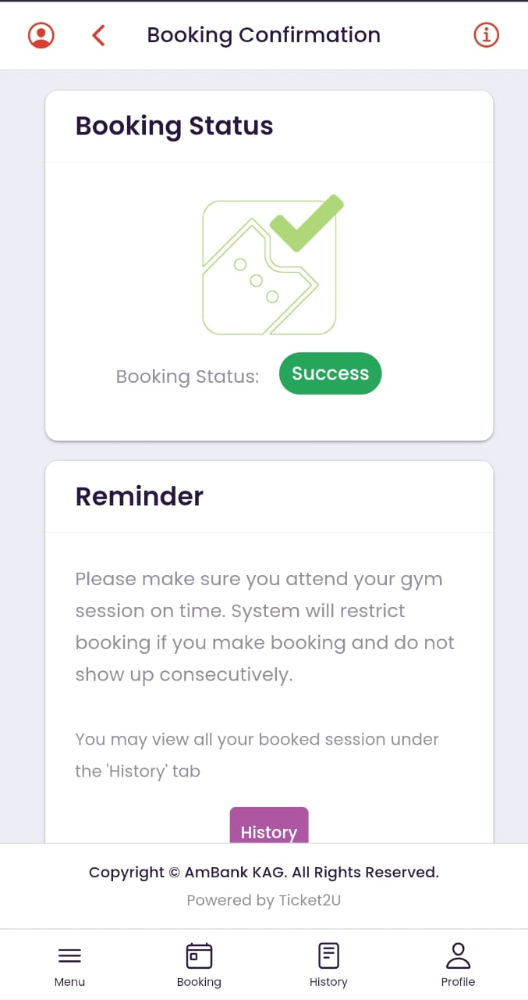 Booking Confirmation
Booking Status
Booking Status: Success
Reminder
Please make sure you attend your gym
session on time. System will restrict
booking if you make booking and do not
show up consecutively.
You may view all your booked session under
the 'History' tab
History
Copyright © AmBank KAG. All Rights Reserved.
Powered by Ticket2U
Menu Booking History Profile